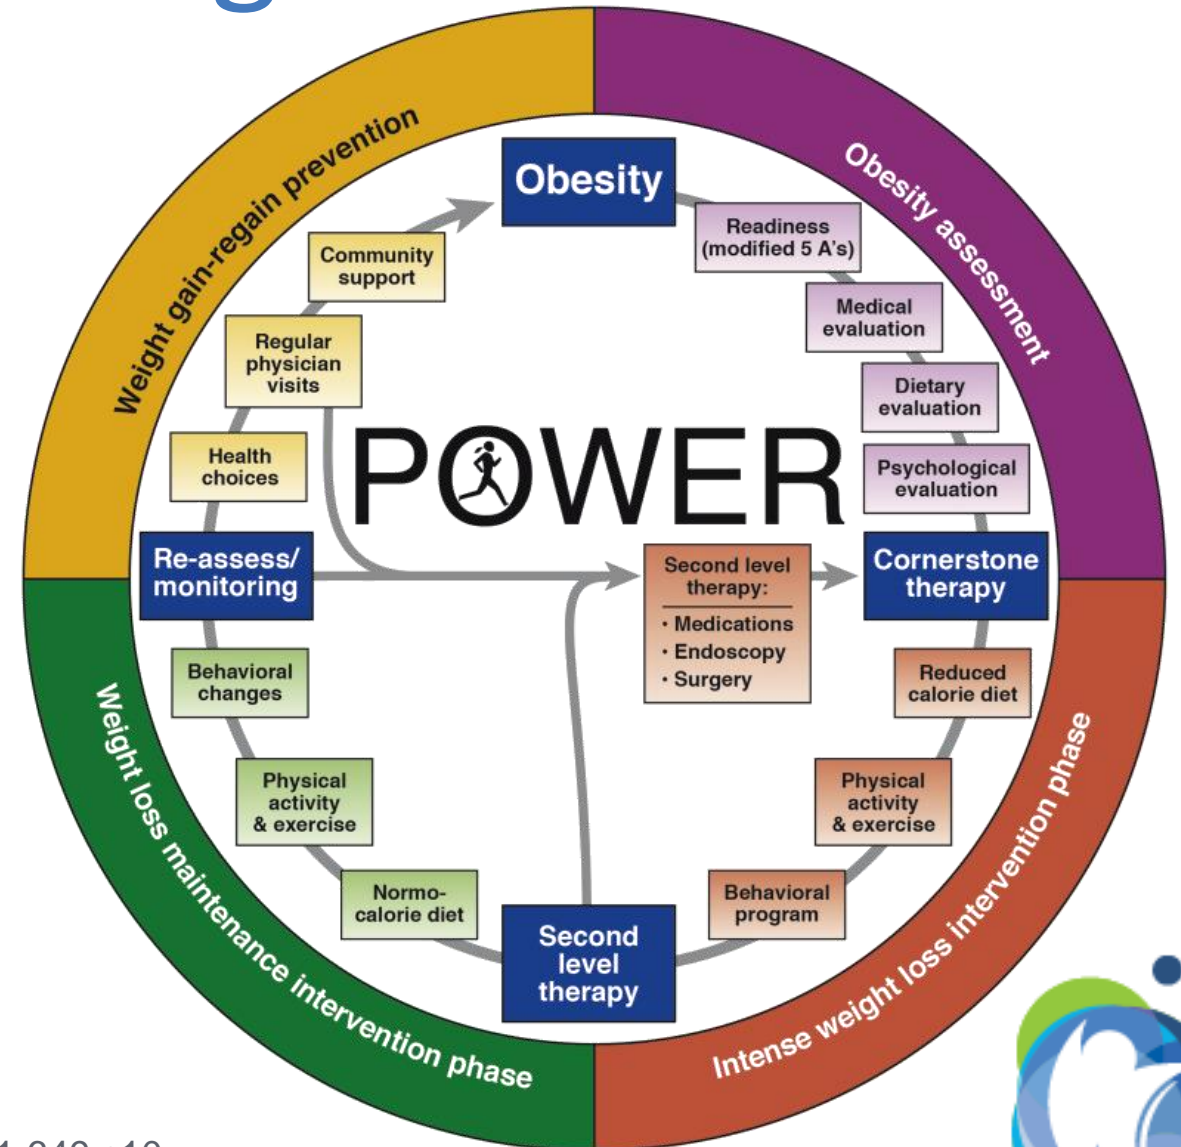 Weight gain-regain prevention
Obesity assessment
Obesity
Readiness
(modified 5 A's)
Medical
evaluation
Dietary
evaluation
Psychological
evaluation
Community
support
Regular
physician
visits
Health
choices
POWER
Re-assess/
monitoring
Second level
therapy:
• Medications
• Endoscopy
• Surgery
Cornerstone
therapy
Reduced
calorie diet
Physical
activity
& exercise
Behavioral
program
Second
level
therapy
Normo-
calorie diet
Physical
activity
& exercise
Behavioral
changes
Weight loss maintenance intervention phase
Intense weight loss intervention phase